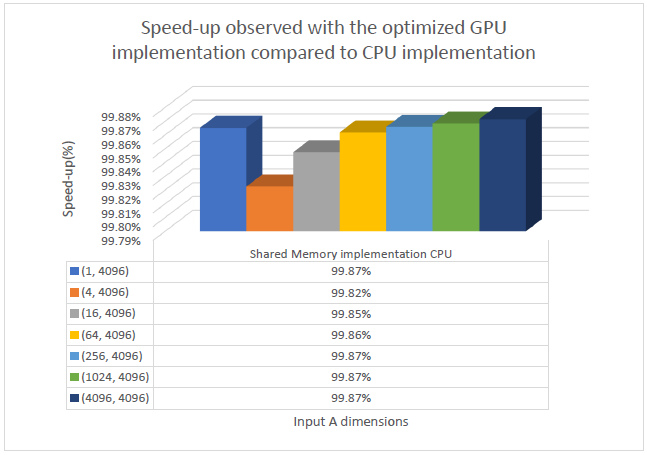 Speed-up observed with the optimized GPU
implementation compared to CPU implementation
99.88%
99.87%
99.86%
99.85%
99.84%
99.83%
99.82%
99.81%
99.80%
99.79%
Speed-up(%)
Shared Memory implementation CPU
(1, 4096) 99.87%
(4, 4096) 99.82%
(16, 4096) 99.85%
(64, 4096) 99.86%
(256, 4096) 99.87%
(1024, 4096) 99.87%
(4096, 4096) 99.87%
Input A dimensions